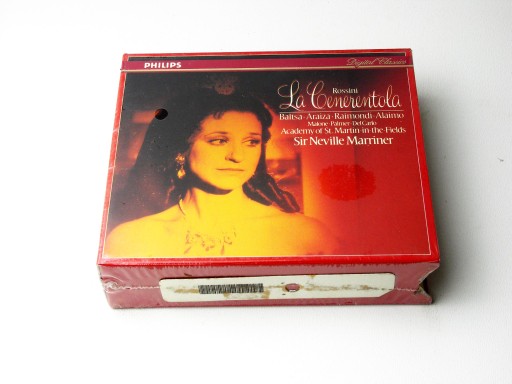 PHILIPS
Digital Classics
Rossini
La Cenerentola
Baltsa·Araiza·Raimondi·Alaimo
Malone·Palmer·Del Carlo
Academy of St. Martin-in-the-Fields
Sir Neville Marriner